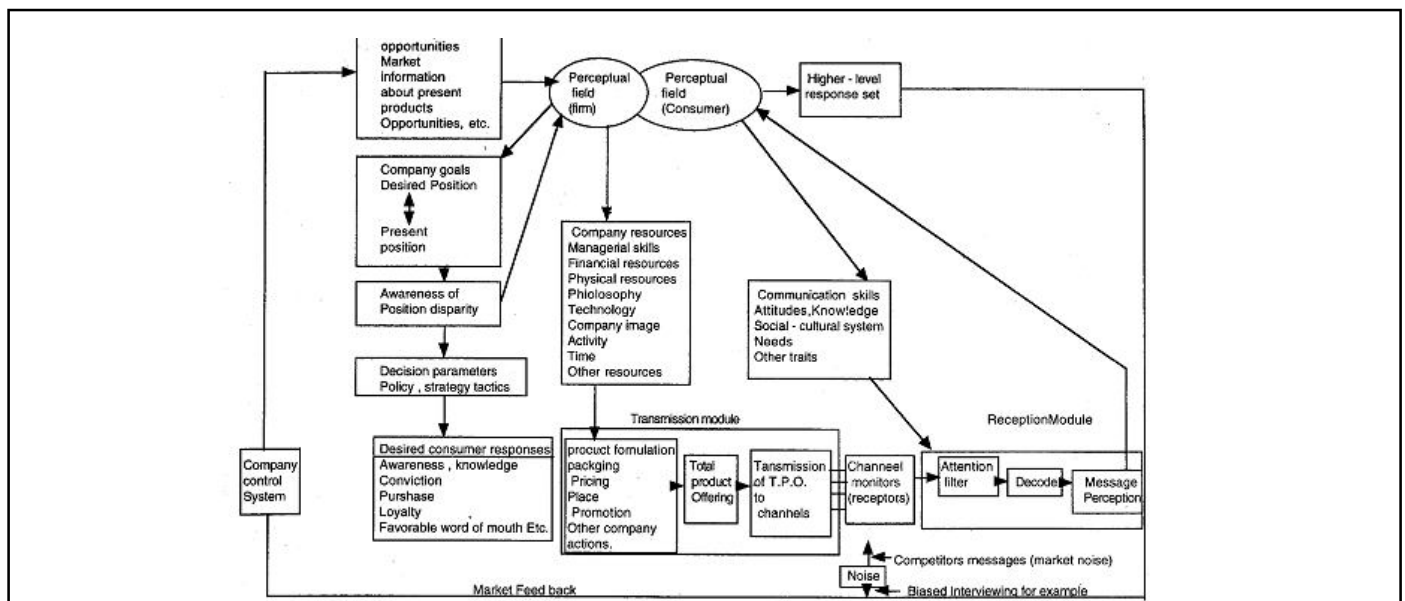 opportunities
Market
information
about present
products
Opportunities, etc.
Perceptual
field
(firm)
Perceptual
field
(Consumer)
Higher - level
response set
Company goals
Desired Position
Present
position
Awareness of
Position disparity
Decision parameters
Policy , strategy tactics
Desired consumer responses
Awareness , knowledge
Conviction
Purshase
Loyalty
Favorable word of mouth Etc.
Company resources
Managerial skills
Financial resources
Physical resources
Phiolosophy
Technology
Company image
Activity
Time
Other resources
Communication skills
Attitudes,Know!edge
Social - cultural system
Needs
Other traits
Transmission module
product fornulation
packging
Pricing
Place
Promotion
Other company
actions.
Total
product
Offering
Tansmission
of T.P.O.
to
channels
Channeel
monitors
(receptors)
ReceptionModule
Attention
filter
Decode
Message
Perception
Company
control
System
Competitors messages (market noise)
Noise
Biased Interviewing for example
Market Feed back